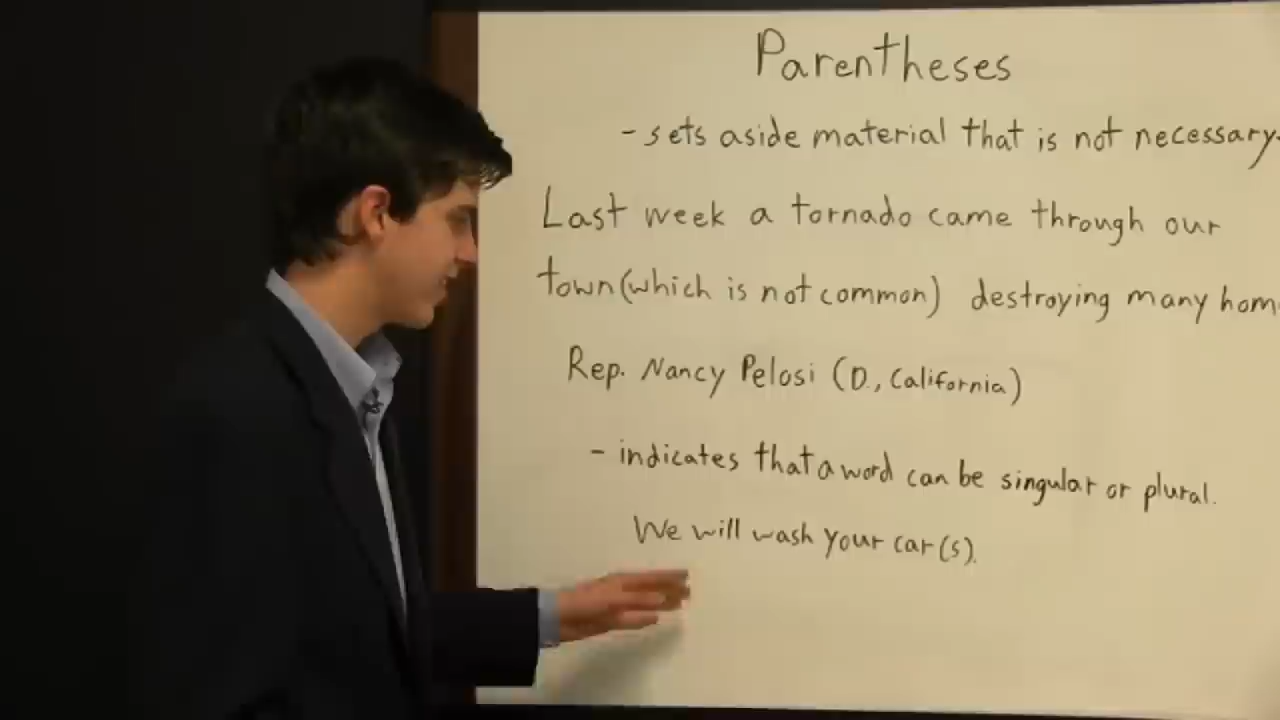 Parentheses
- sets aside material that is not necessary.
Last week a tornado came through our
town (which is not common) destroying many hom
Rep. Nancy Pelosi (D., California)
- indicates that a word can be singular or plural.
We will wash your car(s).